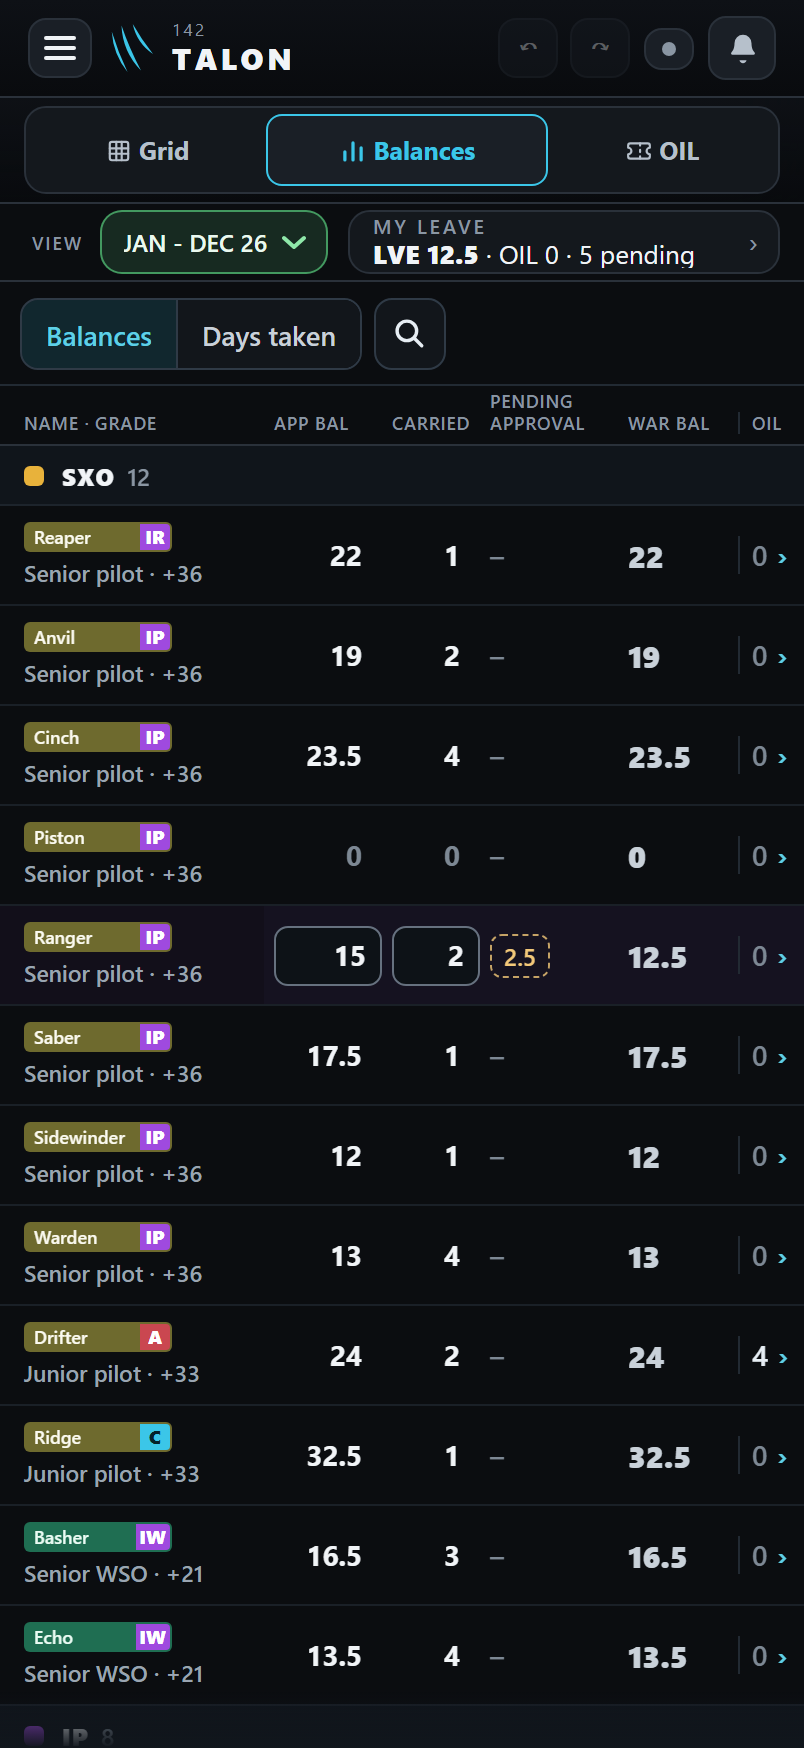 142
TALON
Grid
Balances
OIL
VIEW
JAN - DEC 26
MY LEAVE
LVE 12.5 · OIL 0 · 5 pending
Balances
Days taken
NAME · GRADE APP BAL CARRIED PENDING APPROVAL WAR BAL OIL
SXO 12
Reaper IR
Senior pilot · +36
22 1 – 22 0 ›
Anvil IP
Senior pilot · +36
19 2 – 19 0 ›
Cinch IP
Senior pilot · +36
23.5 4 – 23.5 0 ›
Piston IP
Senior pilot · +36
0 0 – 0 0 ›
Ranger IP
Senior pilot · +36
15 2 2.5 12.5 0 ›
Saber IP
Senior pilot · +36
17.5 1 – 17.5 0 ›
Sidewinder IP
Senior pilot · +36
12 1 – 12 0 ›
Warden IP
Senior pilot · +36
13 4 – 13 0 ›
Drifter A
Junior pilot · +33
24 2 – 24 4 ›
Ridge C
Junior pilot · +33
32.5 1 – 32.5 0 ›
Basher IW
Senior WSO · +21
16.5 3 – 16.5 0 ›
Echo IW
Senior WSO · +21
13.5 4 – 13.5 0 ›
IP 8